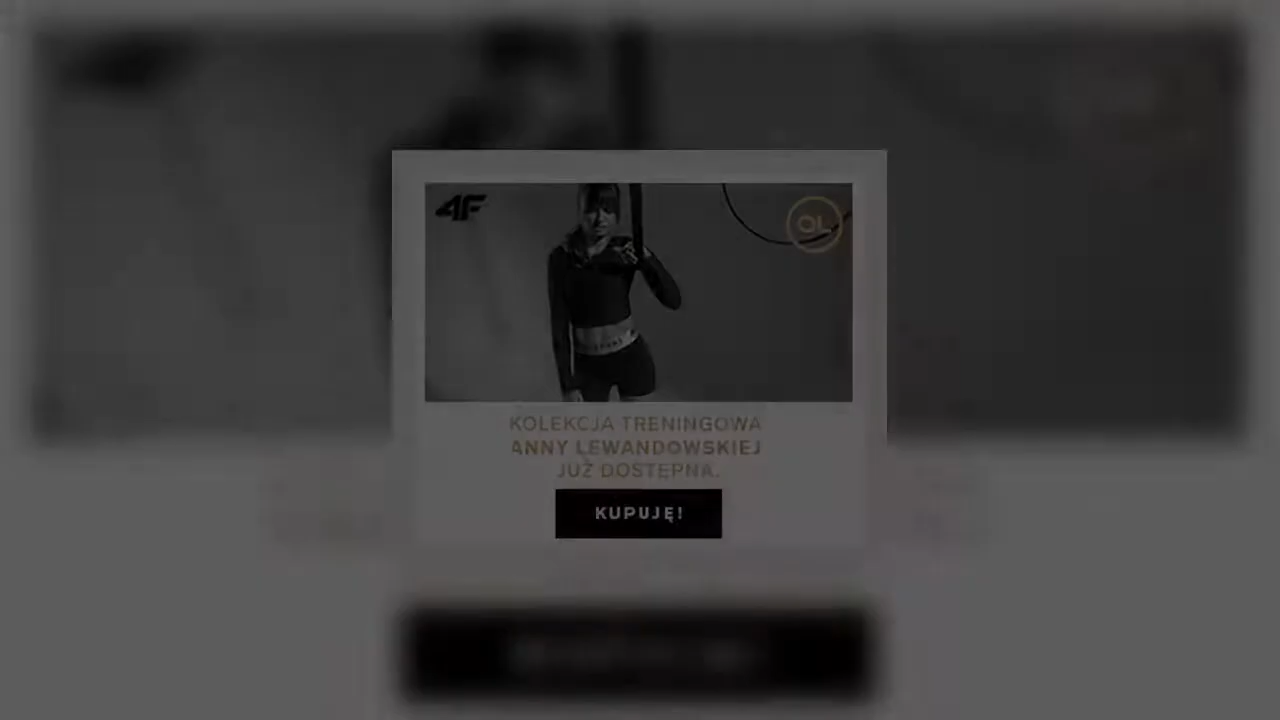 4F
KOLEKCJA TRENINGOWA
ANNY LEWANDOWSKIEJ
JUŻ DOSTĘPNA.
KUPUJĘ!